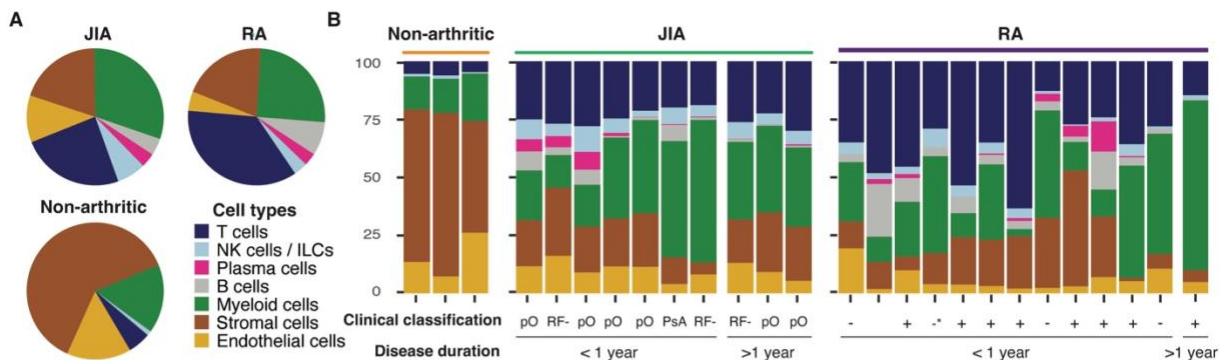 A
JIA
RA
Non-arthritic
Cell types
T cells
NK cells / ILCs
Plasma cells
B cells
Myeloid cells
Stromal cells
Endothelial cells
B
Non-arthritic JIA RA
100
75
50
25
0
Clinical classification pO RF- pO pO pO PsA RF- RF- pO pO - + -* + + + - + + + - +
Disease duration < 1 year >1 year < 1 year >1 year